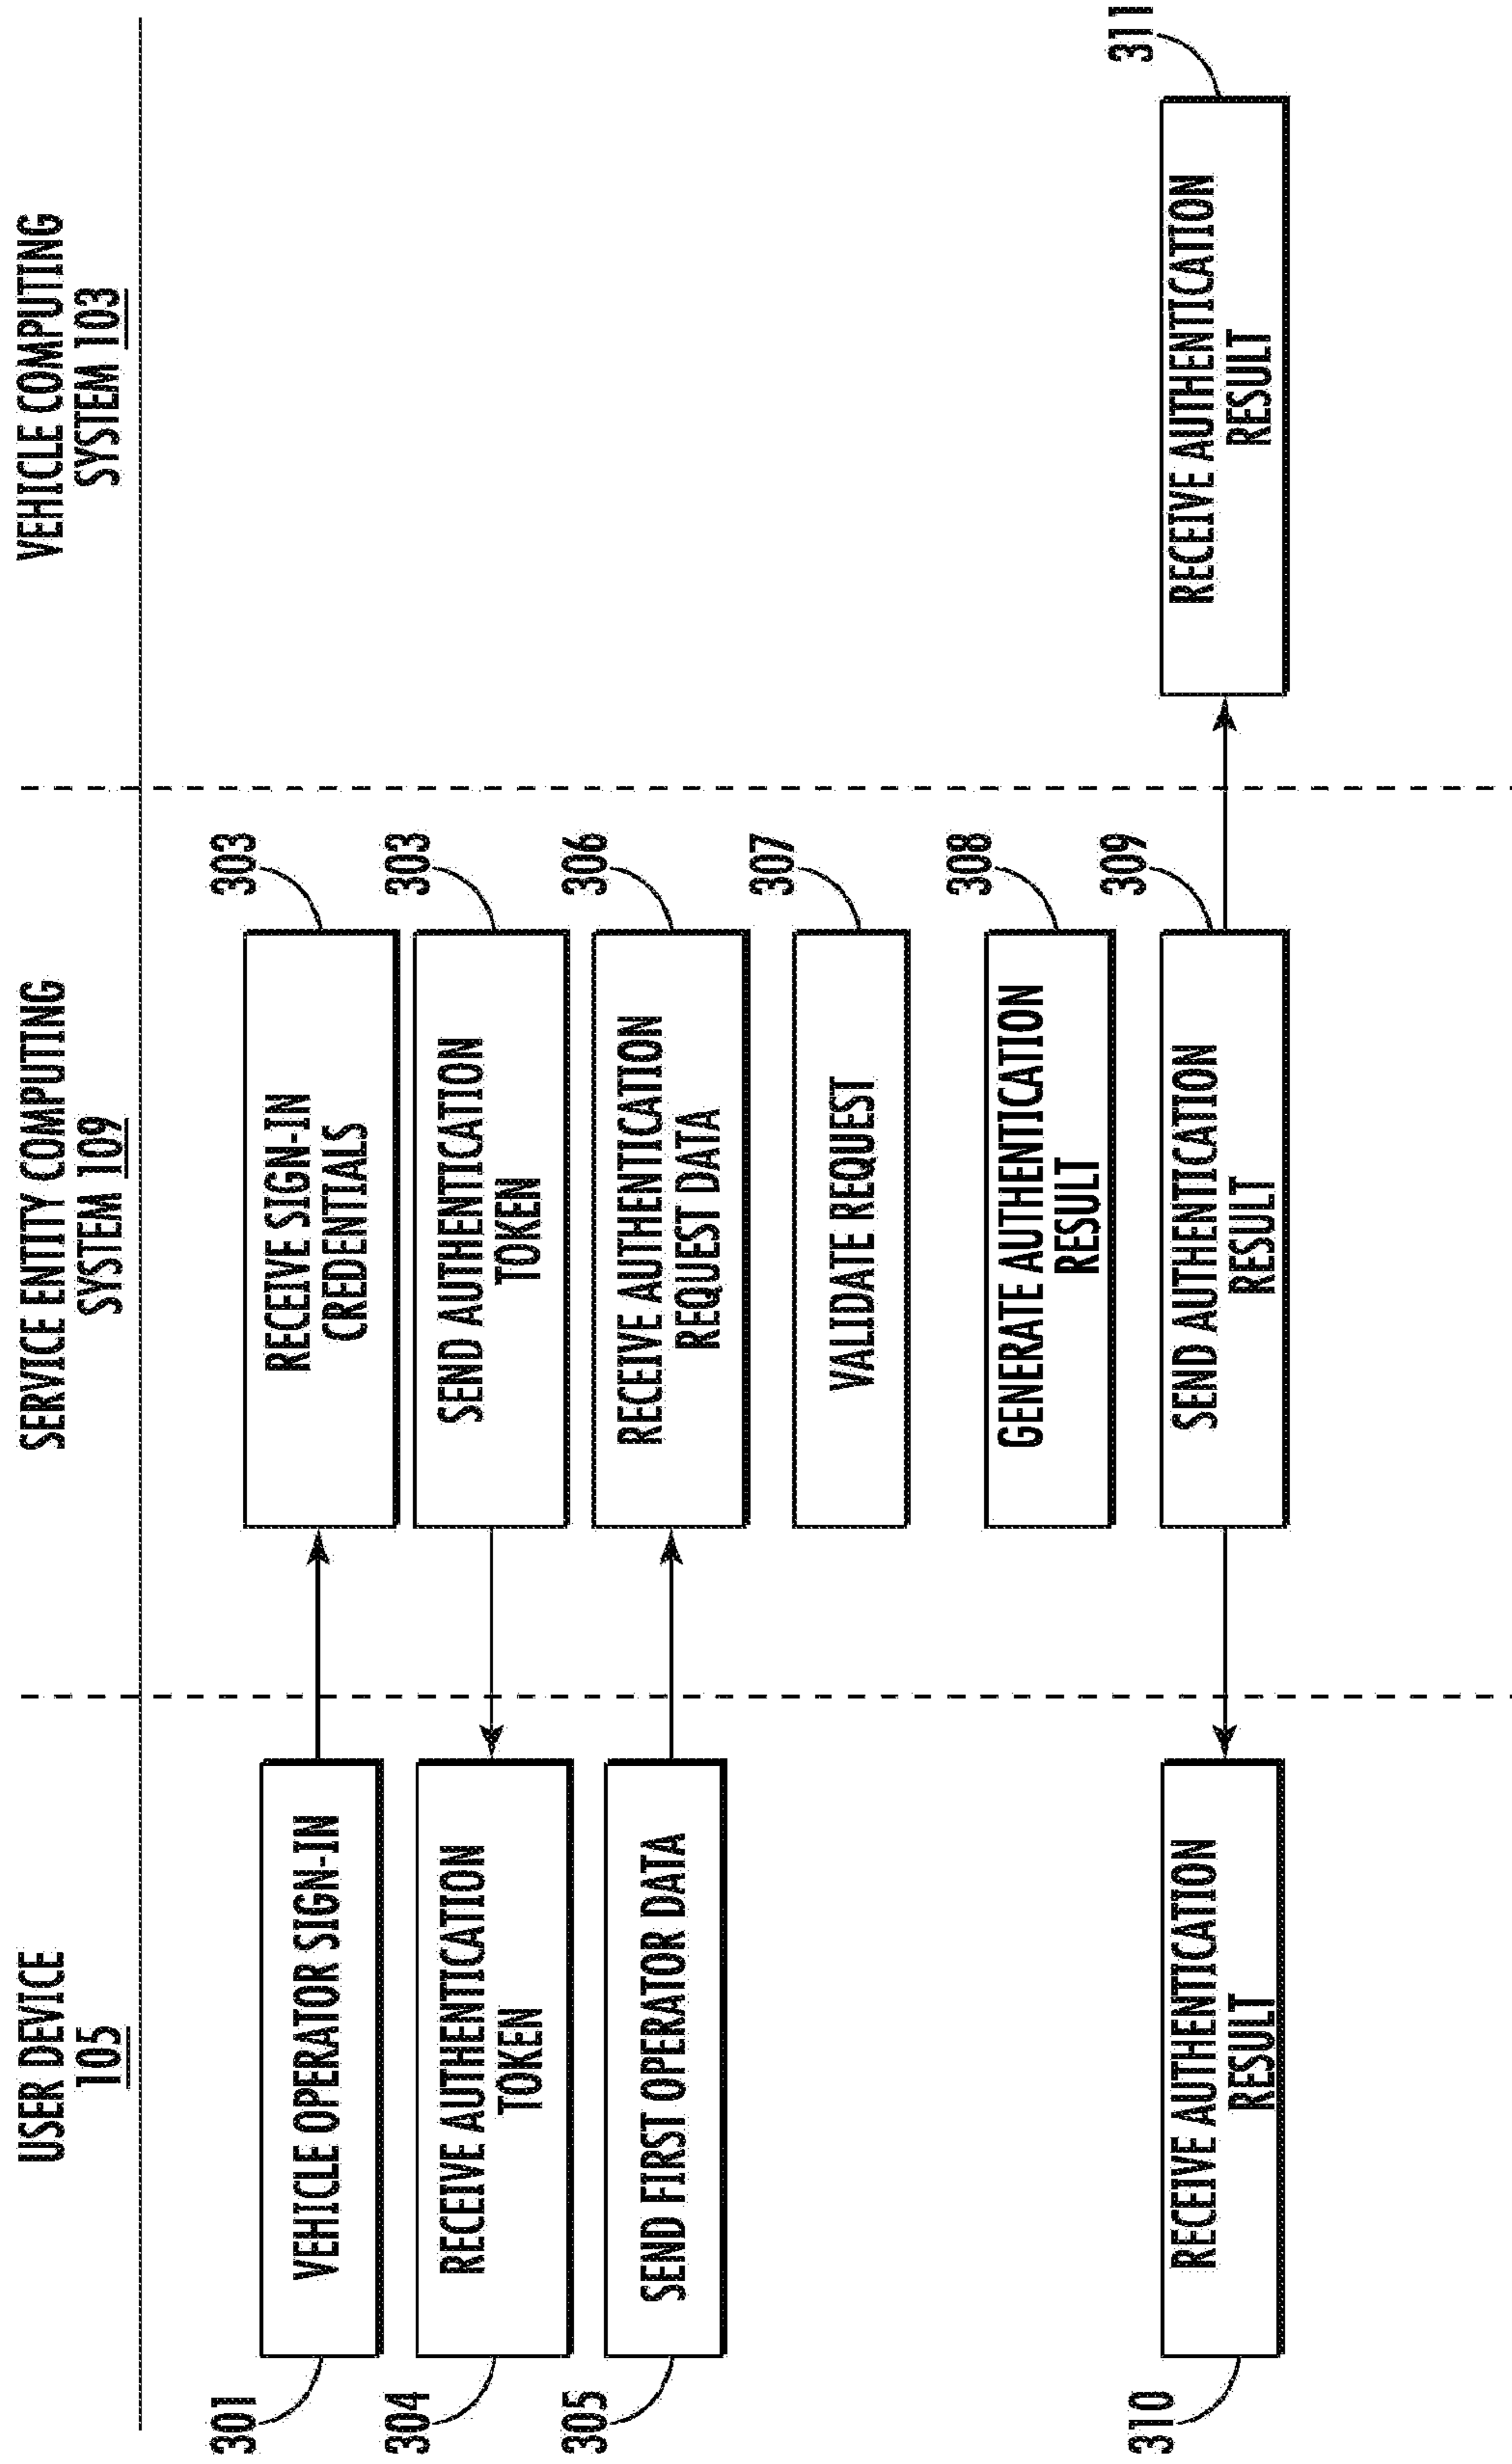 USER DEVICE
105
SERVICE ENTITY COMPUTING
SYSTEM 109
VEHICLE COMPUTING
SYSTEM 103
301
VEHICLE OPERATOR SIGN-IN
RECEIVE SIGN-IN
CREDENTIALS
303
304
RECEIVE AUTHENTICATION
TOKEN
SEND AUTHENTICATION
TOKEN
303
305
SEND FIRST OPERATOR DATA
RECEIVE AUTHENTICATION
REQUEST DATA
306
VALIDATE REQUEST
307
GENERATE AUTHENTICATION
RESULT
308
310
RECEIVE AUTHENTICATION
RESULT
SEND AUTHENTICATION
RESULT
309
RECEIVE AUTHENTICATION
RESULT
311